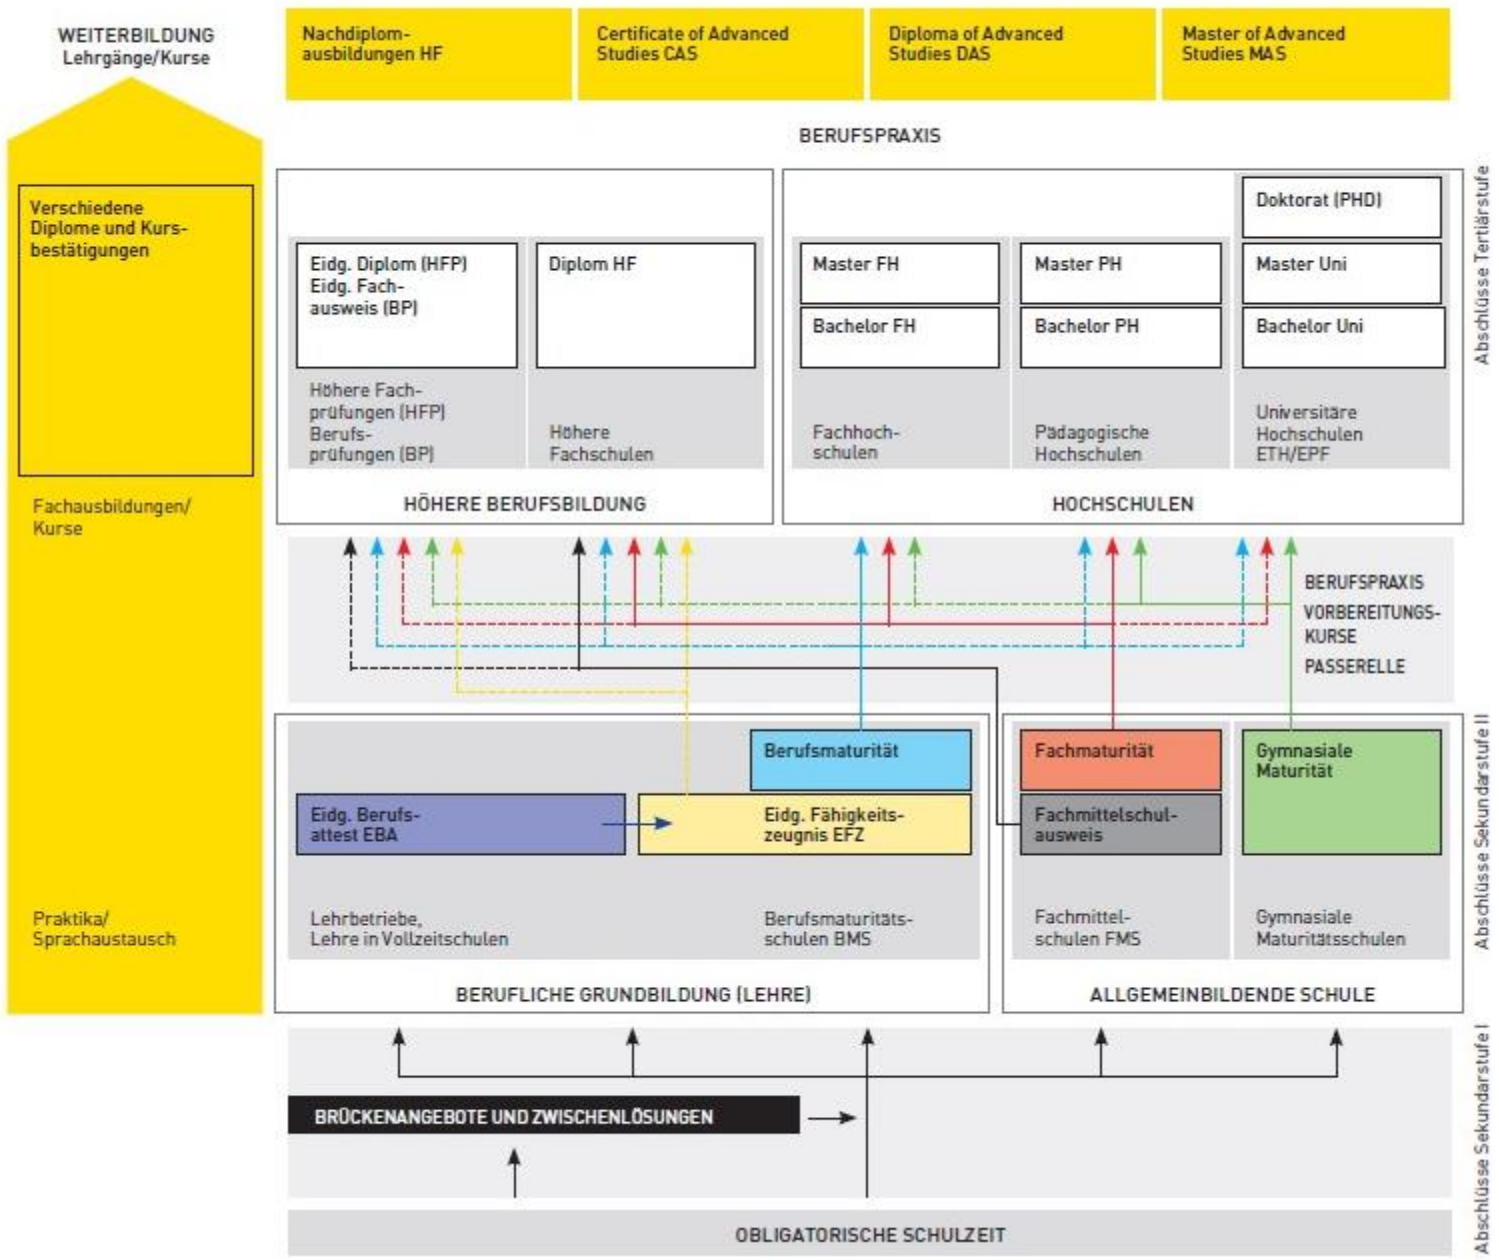 WEITERBILDUNG
Lehrgänge/Kurse
Nachdiplom-
ausbildungen HF
Certificate of Advanced
Studies CAS
Diploma of Advanced
Studies DAS
Master of Advanced
Studies MAS
BERUFSPRAXIS
Verschiedene
Diplome und Kurs-
bestätigungen
Fachausbildungen/
Kurse
Praktika/
Sprachaustausch
Eidg. Diplom (HFP)
Eidg. Fach-
ausweis (BP)
Höhere Fach-
prüfungen (HFP)
Berufs-
prüfungen (BP)
Diplom HF
Höhere
Fachschulen
HÖHERE BERUFSBILDUNG
Master FH
Bachelor FH
Fachhoch-
schulen
Master PH
Bachelor PH
Pädagogische
Hochschulen
Doktorat (PHD)
Master Uni
Bachelor Uni
Universitäre
Hochschulen
ETH/EPF
HOCHSCHULEN
Abschlüsse Tertiärstufe
BERUFSPRAXIS
VORBEREITUNGS-
KURSE
PASSERELLE
Berufsmaturität
Eidg. Berufs-
attest EBA
Eidg. Fähigkeits-
zeugnis EFZ
Lehrbetriebe,
Lehre in Vollzeitschulen
Berufsmaturitäts-
schulen BMS
BERUFLICHE GRUNDBILDUNG (LEHRE)
Fachmaturität
Fachmittelschul-
ausweis
Fachmittel-
schulen FMS
Gymnasiale
Maturität
Gymnasiale
Maturitätsschulen
ALLGEMEINBILDENDE SCHULE
Abschlüsse Sekundarstufe II
BRÜCKENANGEBOTE UND ZWISCHENLÖSUNGEN
OBLIGATORISCHE SCHULZEIT
Abschlüsse Sekundarstufe I